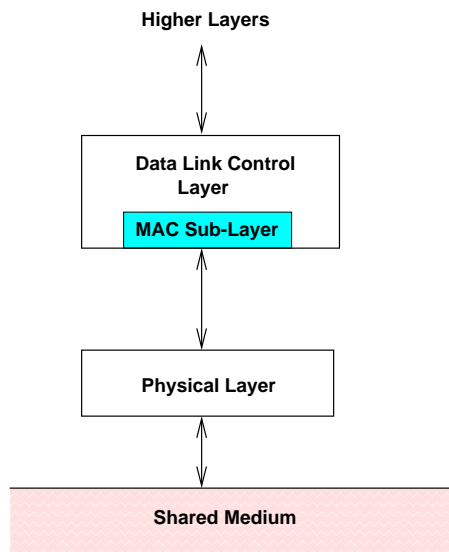 Higher Layers
Data Link Control
Layer
MAC Sub-Layer
Physical Layer
Shared Medium